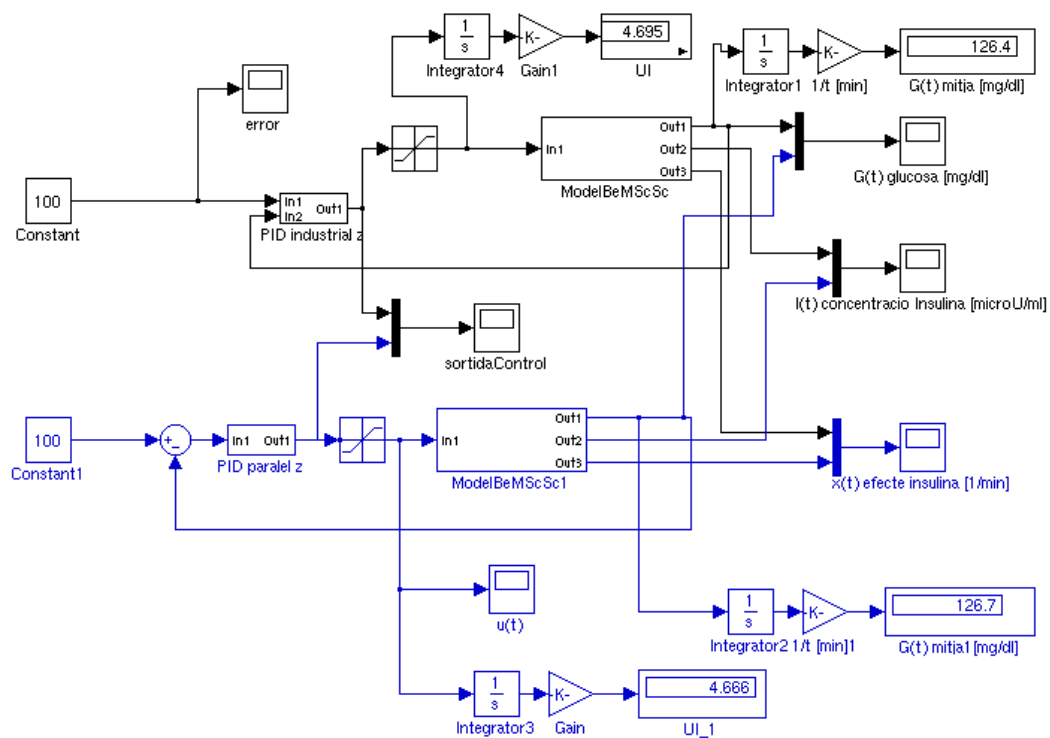 1
s
Integrator4
-K-
Gain1
4.695
UI
1
s
Integrator1
-K-
1/t [min]
126.4
G(t) mitja [mg/dl]
error
In1
Out1
Out2
Out3
ModelBeMScSc
G(t) glucosa [mg/dl]
100
Constant
In1
In2
Out1
PID industrial z
I(t) concentracio Insulina [microU/ml]
sortidaControl
100
Constant1
+
-
In1
Out1
PID paralel z
In1
Out1
Out2
Out3
ModelBeMScSc1
x(t) efecte insulina [1/min]
u(t)
1
s
Integrator2
-K-
1/t [min]1
126.7
G(t) mitja1 [mg/dl]
1
s
Integrator3
-K-
Gain
4.666
UI_1